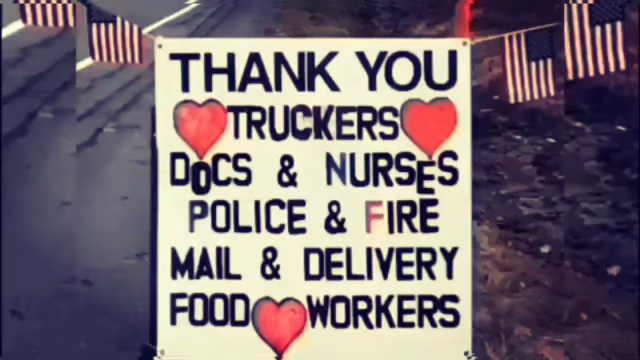 THANK YOU
TRUCKERS
DOCS & NURSES
POLICE & FIRE
MAIL & DELIVERY
FOOD WORKERS